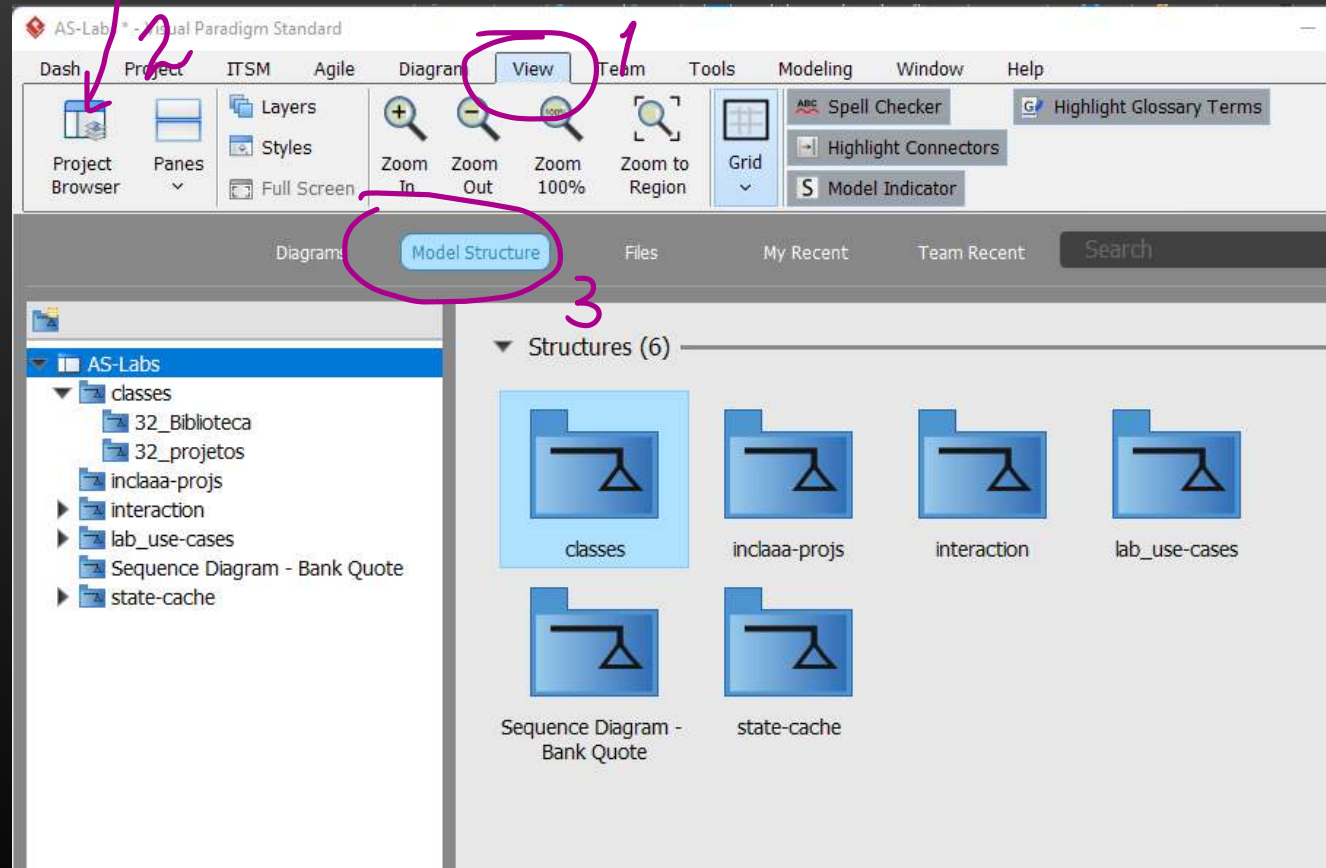 AS-Labs* - Visual Paradigm Standard
2
1
Dash Project ITSM Agile Diagram View Team Tools Modeling Window Help
Layers
Styles
Full Screen
Project
Browser
Panes
Zoom
In
Zoom
Out
100%
Zoom
100%
Zoom to
Region
Grid
ABC Spell Checker
Highlight Connectors
S Model Indicator
G Highlight Glossary Terms
Diagrams Model Structure Files My Recent Team Recent Search
3
AS-Labs
classes
32_Biblioteca
32_projetos
inclaaa-projs
interaction
lab_use-cases
Sequence Diagram - Bank Quote
state-cache
Structures (6)
classes inclaaa-projs interaction lab_use-cases
Sequence Diagram -
Bank Quote
state-cache